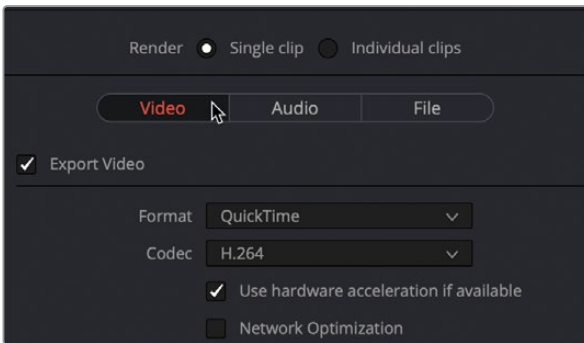 Render Single clip Individual clips
Video Audio File
Export Video
Format QuickTime
Codec H.264
Use hardware acceleration if available
Network Optimization